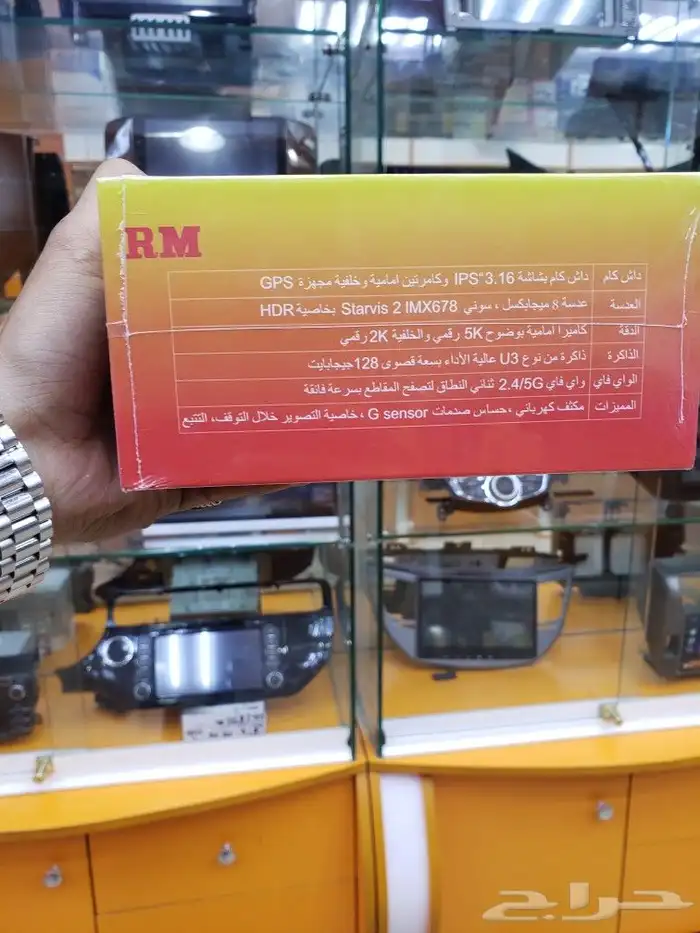 RM
داش كام داش كام بشاشة 3.16“ IPS وكامرتين امامية وخلفية مجهزة GPS
العدسة عدسة 8 ميجابكسل ، سوني Starvis 2 IMX678 بخاصية HDR
الدقة كاميرا امامية بوضوح 5K رقمي والخلفية 2K رقمي
الذاكرة ذاكرة من نوع U3 عالية الأداء بسعة قصوى 128جيجابايت
الواي فاي واي فاي 2.4/5G ثنائي النطاق لتصفح المقاطع بسرعة فائقة
المميزات مكثف كهربائي ، حساس صدمات G sensor ، خاصية التصوير خلال التوقف، التتبع
حراج